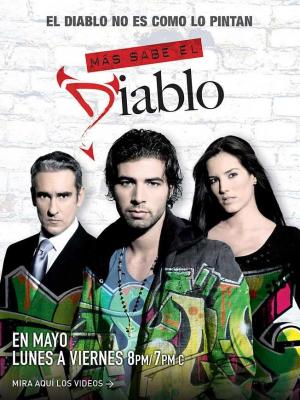 EL DIABLO NO ES COMO LO PINTAN
MÁS SABE EL
Diablo
EN MAYO
LUNES A VIERNES 8PM/7PM C
MIRA AQUÍ LOS VIDEOS →